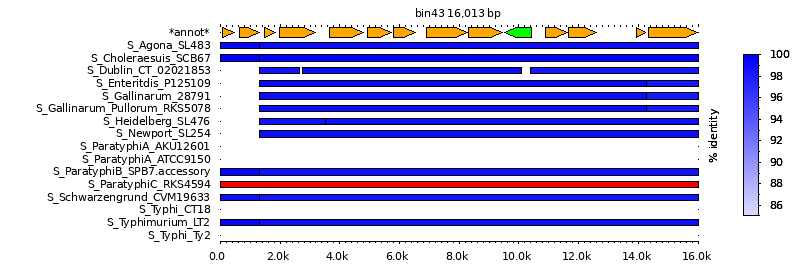 bin43 16,013 bp
*annot*
S_Agona_SL483
S_Choleraesuis_SCB67
S_Dublin_CT_02021853
S_Enteritdis_P125109
S_Gallinarum_28791
S_Gallinarum_Pullorum_RKS5078
S_Heidelberg_SL476
S_Newport_SL254
S_ParatyphiA_AKU12601
S_ParatyphiA_ATCC9150
S_ParatyphiB_SPB7.accessory
S_ParatyphiC_RKS4594
S_Schwarzengrund_CVM19633
S_Typhi_CT18
S_Typhimurium_LT2
S_Typhi_Ty2
0.0 2.0k 4.0k 6.0k 8.0k 10.0k 12.0k 14.0k 16.0k
% identity
100
98
96
94
92
90
88
86